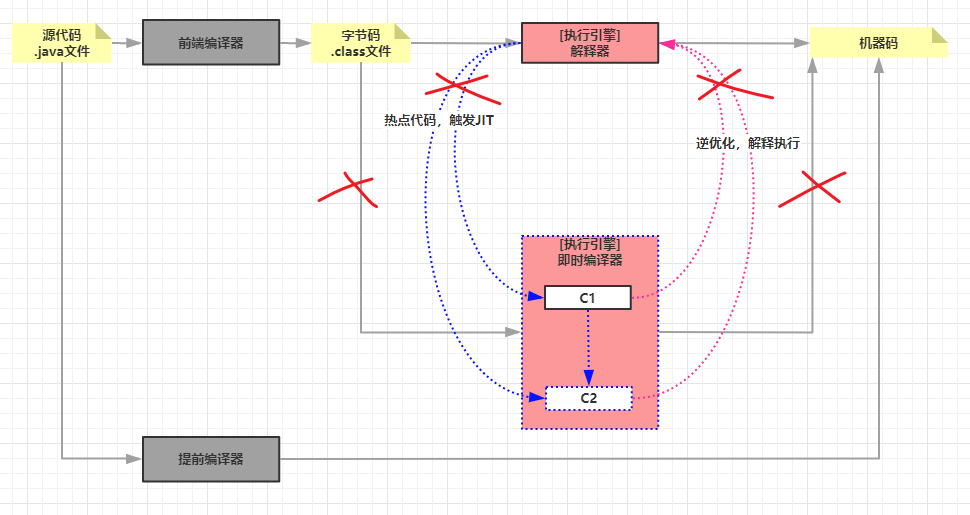 源代码
.java文件
前端编译器
字节码
.class文件
[执行引擎]
解释器
机器码
热点代码，触发JIT
逆优化，解释执行
[执行引擎]
即时编译器
C1
C2
提前编译器